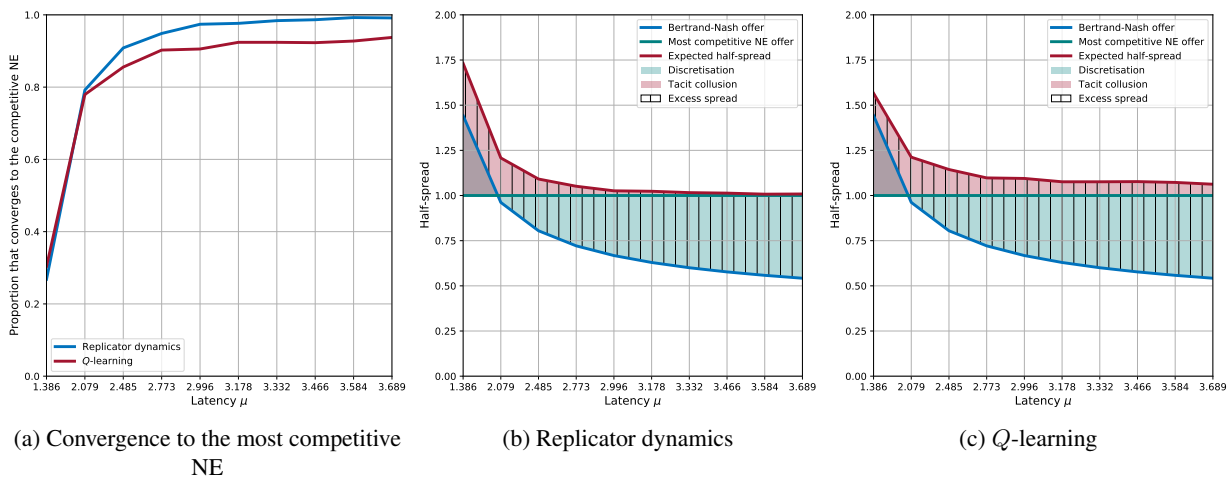 1.0
0.8
0.6
0.4
0.2
0.0
Proportion that converges to the competitive NE
Replicator dynamics
Q-learning
1.386 2.079 2.485 2.773 2.996 3.178 3.332 3.466 3.584 3.689
Latency μ
(a) Convergence to the most competitive
NE
2.00
1.75
1.50
1.25
1.00
0.75
0.50
0.25
0.00
Half-spread
Bertrand-Nash offer
Most competitive NE offer
Expected half-spread
Discretisation
Tacit collusion
Excess spread
1.386 2.079 2.485 2.773 2.996 3.178 3.332 3.466 3.584 3.689
Latency μ
(b) Replicator dynamics
2.00
1.75
1.50
1.25
1.00
0.75
0.50
0.25
0.00
Half-spread
Bertrand-Nash offer
Most competitive NE offer
Expected half-spread
Discretisation
Tacit collusion
Excess spread
1.386 2.079 2.485 2.773 2.996 3.178 3.332 3.466 3.584 3.689
Latency μ
(c) Q-learning